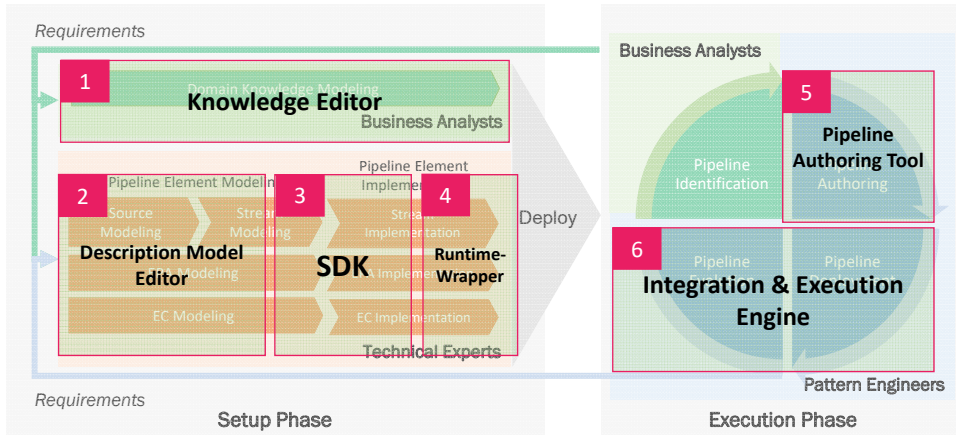 Requirements
1
Domain Knowledge Modeling
Knowledge Editor
Business Analysts
Pipeline Element
Pipeline Element Modeling
2
3
4
Source
Modeling
Stream
Modeling
Stream
Implementation
Description Model
Editor
SDK
Runtime-
Wrapper
Modeling
Implementation
EC Modeling
EC Implementation
Technical Experts
Deploy
Requirements
Setup Phase
Business Analysts
5
Pipeline
Authoring Tool
Pipeline
Identification
Pipeline
Authoring
6
Pipeline
Pipeline
Integration & Execution
Engine
Pattern Engineers
Execution Phase